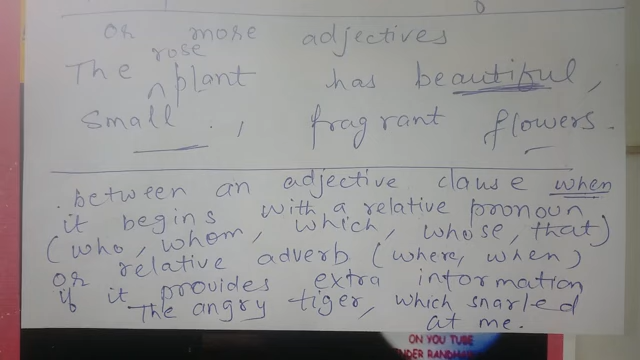 or more adjectives
rose
The ^ plant has beautiful,
small , fragrant flowers.
. between an adjective clause when
it begins with a relative pronoun
(who, whom, which, whose, that)
or relative adverb (where, when)
if it provides extra information
The angry tiger, which snarled
at me.
ON YOU TUBE